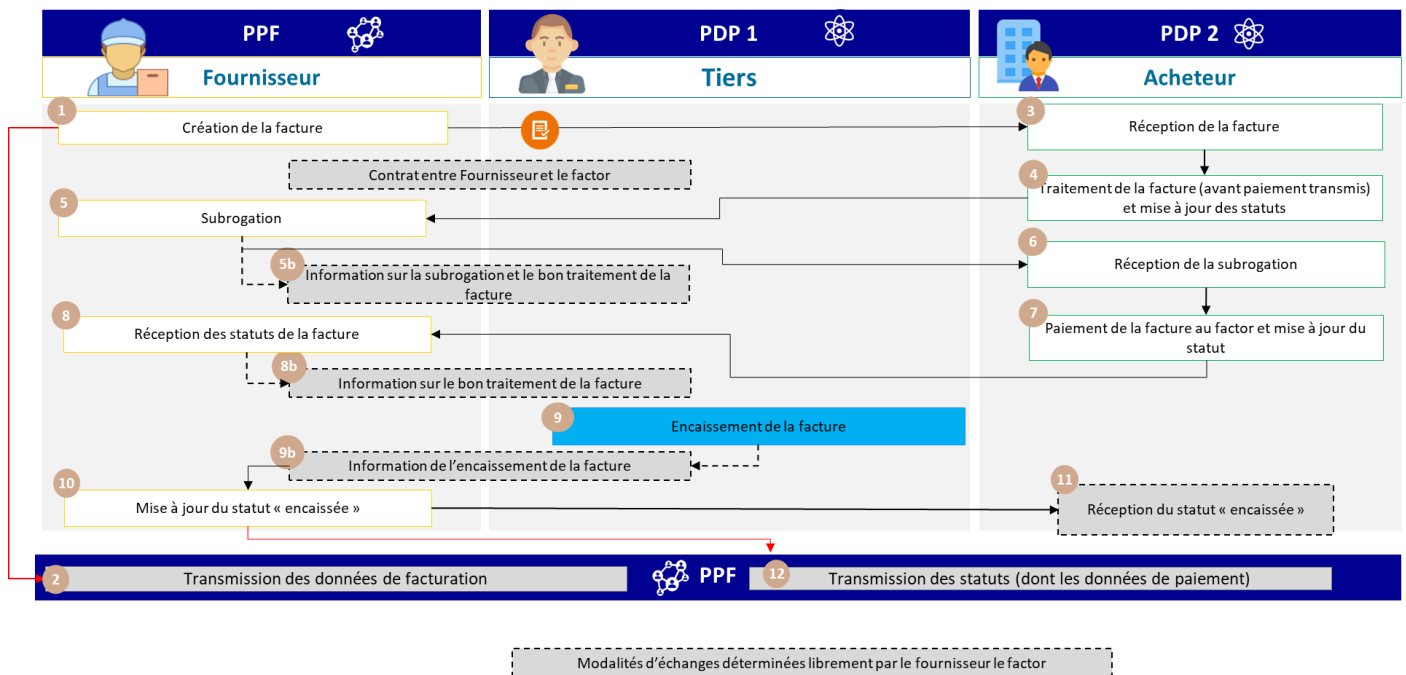 PPF
PDP 1
PDP 2
Fournisseur
Tiers
Acheteur
1
Création de la facture
3
Réception de la facture
Contrat entre Fournisseur et le factor
4
Traitement de la facture (avant paiement transmis)
et mise à jour des statuts
5
Subrogation
6
Réception de la subrogation
5b
Information sur la subrogation et le bon traitement de la
facture
7
Paiement de la facture au factor et mise à jour du
statut
8
Réception des statuts de la facture
8b
Information sur le bon traitement de la facture
9
Encaissement de la facture
9b
Information de l'encaissement de la facture
10
Mise à jour du statut « encaissée »
11
Réception du statut « encaissée »
2
Transmission des données de facturation
PPF
12
Transmission des statuts (dont les données de paiement)
Modalités d'échanges déterminées librement par le fournisseur le factor